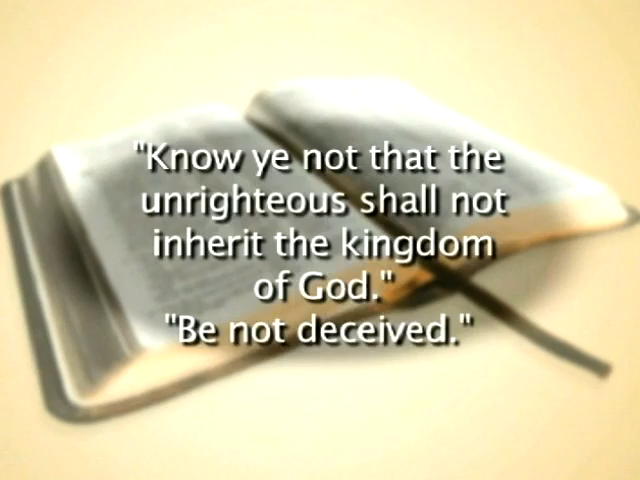 "Know ye not that the
unrighteous shall not
inherit the kingdom
of God."
"Be not deceived."